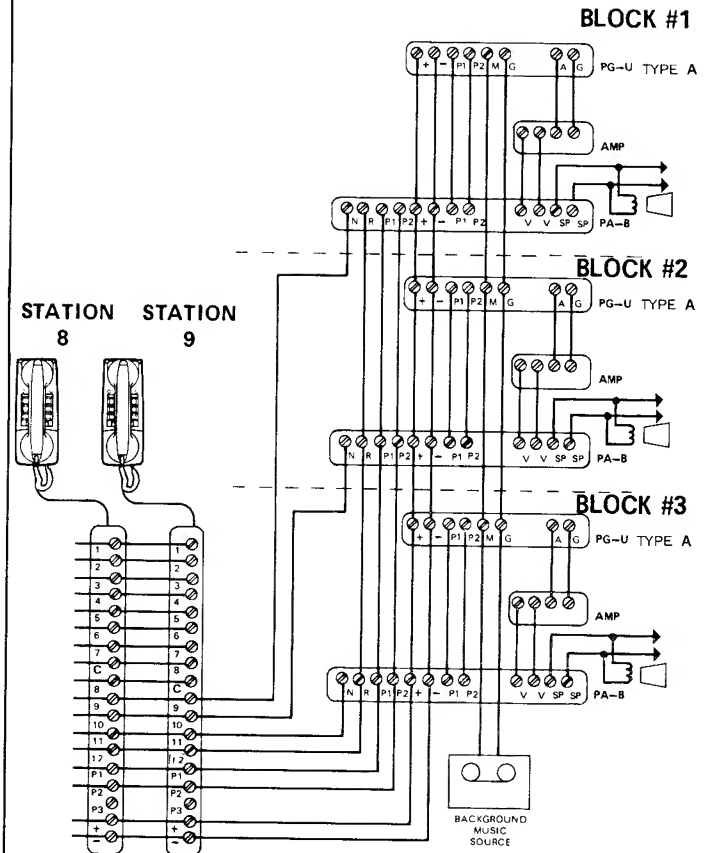 BLOCK #1
+ − P1 P2 M G A G PG–U TYPE A
AMP
N R P1 P2 + − P1 P2 V V SP SP PA–B
BLOCK #2
+ − P1 P2 M G A G PG–U TYPE A
AMP
N R P1 P2 + − P1 P2 V V SP SP PA–B
BLOCK #3
+ − P1 P2 M G A G PG–U TYPE A
AMP
N R P1 P2 + − P1 P2 V V SP SP PA–B
BACKGROUND
MUSIC
SOURCE
STATION
8
STATION
9
1
2
3
4
5
6
7
C
8
9
10
11
12
P1
P2
P3
+
−
1
2
3
4
5
6
7
8
C
9
10
11
12
P1
P2
P3
+
−